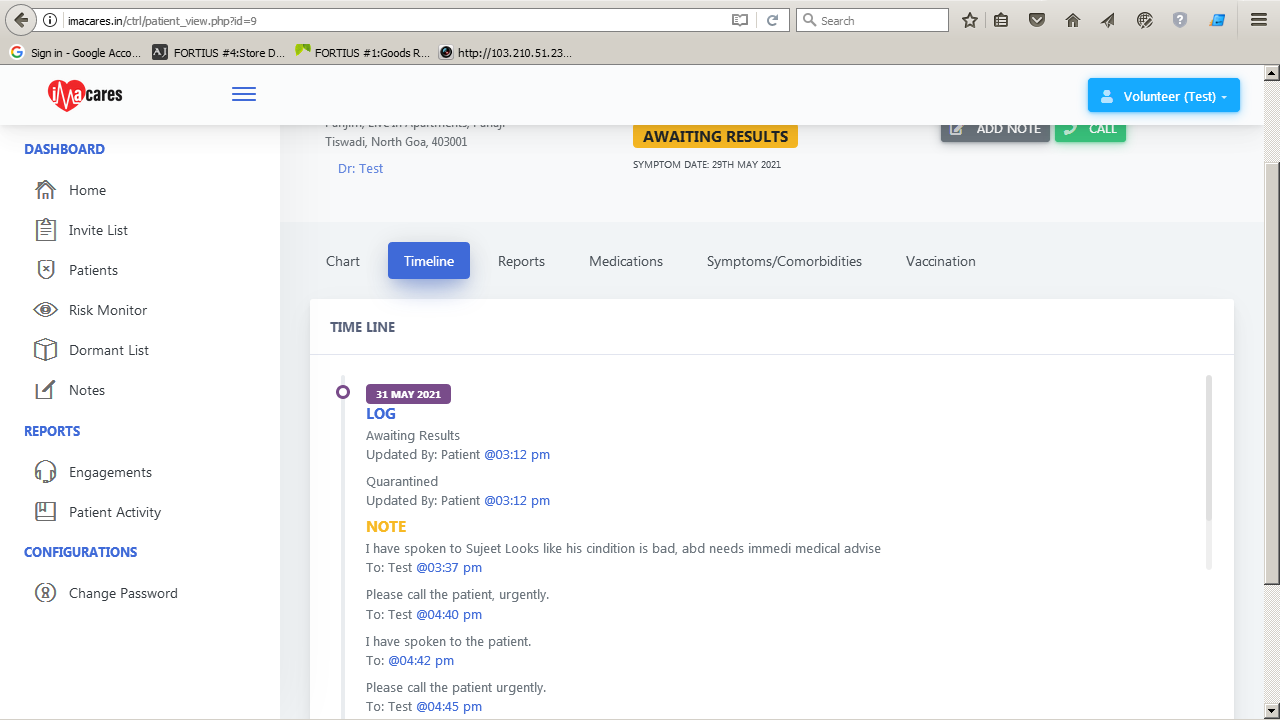 imacares.in/ctrl/patient_view.php?id=9
Search
Sign in - Google Acco...
FORTIUS #4:Store D...
FORTIUS #1:Goods R...
http://103.210.51.23...
imacares
Volunteer (Test)
DASHBOARD
Home
Invite List
Patients
Risk Monitor
Dormant List
Notes
REPORTS
Engagements
Patient Activity
CONFIGURATIONS
Change Password
Tiswadi, North Goa, 403001
Dr: Test
AWAITING RESULTS
SYMPTOM DATE: 29TH MAY 2021
ADD NOTE
CALL
Chart
Timeline
Reports
Medications
Symptoms/Comorbidities
Vaccination
TIME LINE
31 MAY 2021
LOG
Awaiting Results
Updated By: Patient @03:12 pm
Quarantined
Updated By: Patient @03:12 pm
NOTE
I have spoken to Sujeet Looks like his cindition is bad, abd needs immedi medical advise
To: Test @03:37 pm
Please call the patient, urgently.
To: Test @04:40 pm
I have spoken to the patient.
To: @04:42 pm
Please call the patient urgently.
To: Test @04:45 pm